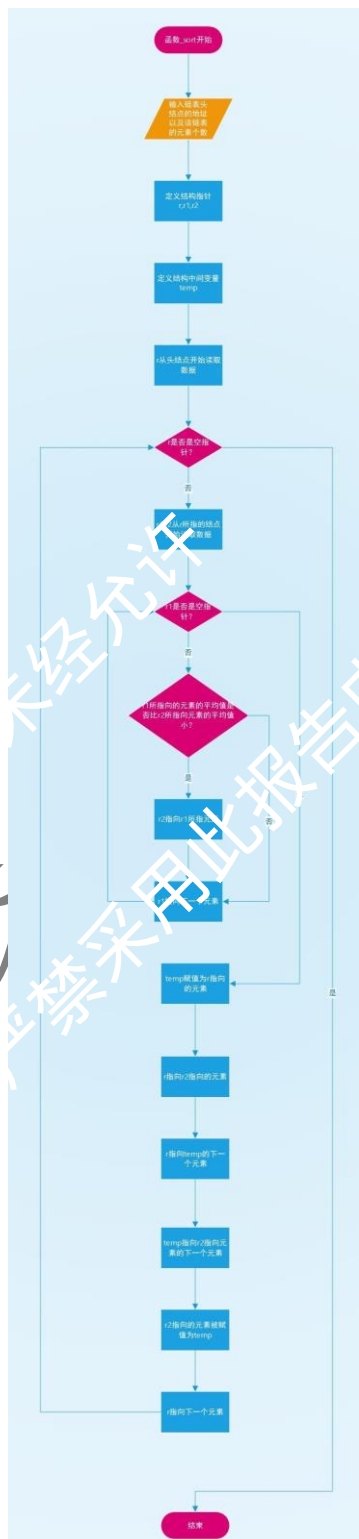 函数_sort开始
输入链表头
结点的地址
以及该链表
的元素个数
定义结构指针
r,r1,r2
定义结构中间变量
temp
r从头结点开始读取
数据
r是否是空指
针?
否
从r所指的结点
数据
r1是否是空指
针?
否
r1所指向的元素的平均值是
否比r2所指向元素的平均值
小?
是
否
r2指向r1所指元
下一个元素
temp赋值为r指向
的元素
是
r指向r2指向的元素
r指向temp的下一
个元素
temp指向r2指向元
素的下一个元素
r2指向的元素被赋
值为temp
r指向下一个元素
结束
未经允许
严禁采用此报告